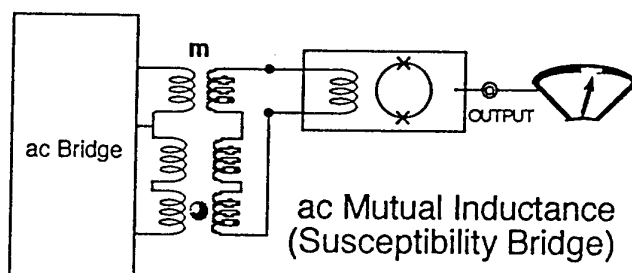 m
ac Bridge
OUTPUT
ac Mutual Inductance
(Susceptibility Bridge)